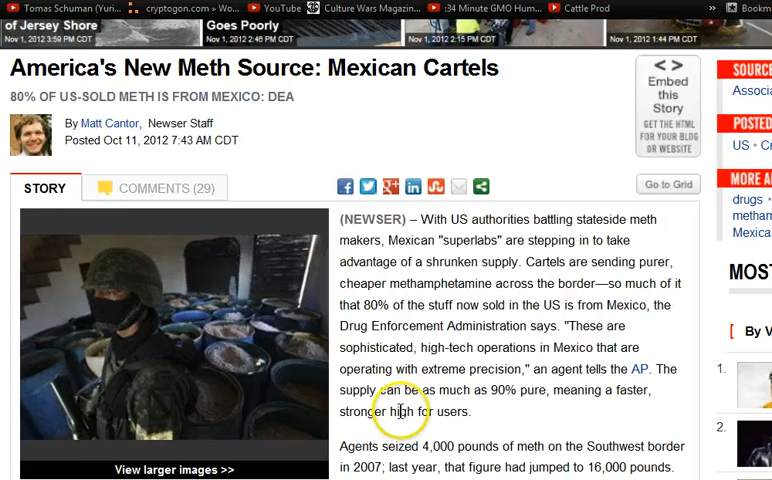 Tomas Schuman (Yuri... cryptogon.com » ... YouTube Culture Wars Magazin... :34 Minute GMO Hum... Cattle Prod » Bookm
of Jersey Shore
Nov 1, 2012 3:59 PM CDT
Goes Poorly
Nov 1, 2012 2:46 PM CDT
Nov 1, 2012 2:15 PM CDT
Nov 1, 2012 1:44 PM CDT
America's New Meth Source: Mexican Cartels
80% OF US-SOLD METH IS FROM MEXICO: DEA
By Matt Cantor, Newser Staff
Posted Oct 11, 2012 7:43 AM CDT
< >
Embed
this
Story
GET THE HTML
FOR YOUR BLOG
OR WEBSITE
STORY
COMMENTS (29)
Go to Grid
(NEWSER) – With US authorities battling stateside meth
makers, Mexican "superlabs" are stepping in to take
advantage of a shrunken supply. Cartels are sending purer,
cheaper methamphetamine across the border—so much of it
that 80% of the stuff now sold in the US is from Mexico, the
Drug Enforcement Administration says. "These are
sophisticated, high-tech operations in Mexico that are
operating with extreme precision," an agent tells the AP. The
supply can be as much as 90% pure, meaning a faster,
stronger high for users.
Agents seized 4,000 pounds of meth on the Southwest border
in 2007; last year, that figure had jumped to 16,000 pounds.
View larger images >>
SOURC
Associa
POSTED
US • Cr
MORE A
drugs •
metham
Mexica
MOST
[ By V
1.
2.